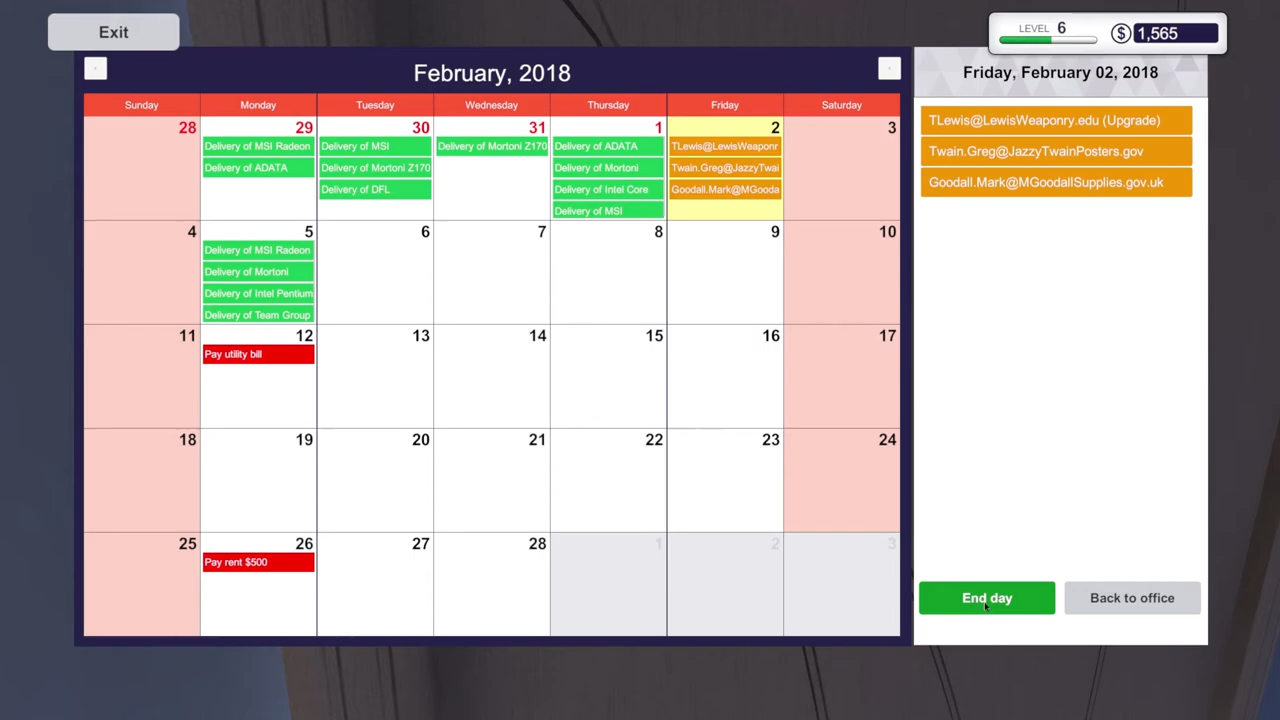 Exit
LEVEL 6
$ 1,565
February, 2018
Friday, February 02, 2018
Sunday Monday Tuesday Wednesday Thursday Friday Saturday
28 29 30 31 1 2 3
Delivery of MSI Radeon
Delivery of ADATA
Delivery of MSI
Delivery of Mortoni Z170
Delivery of DFL
Delivery of Mortoni Z170
Delivery of ADATA
Delivery of Mortoni
Delivery of Intel Core
Delivery of MSI
TLewis@LewisWeaponr
Twain.Greg@JazzyTwai
Goodall.Mark@MGooda
4 5 6 7 8 9 10
Delivery of MSI Radeon
Delivery of Mortoni
Delivery of Intel Pentium
Delivery of Team Group
11 12 13 14 15 16 17
Pay utility bill
18 19 20 21 22 23 24
25 26 27 28 1 2 3
Pay rent $500
TLewis@LewisWeaponry.edu (Upgrade)
Twain.Greg@JazzyTwainPosters.gov
Goodall.Mark@MGoodallSupplies.gov.uk
End day
Back to office